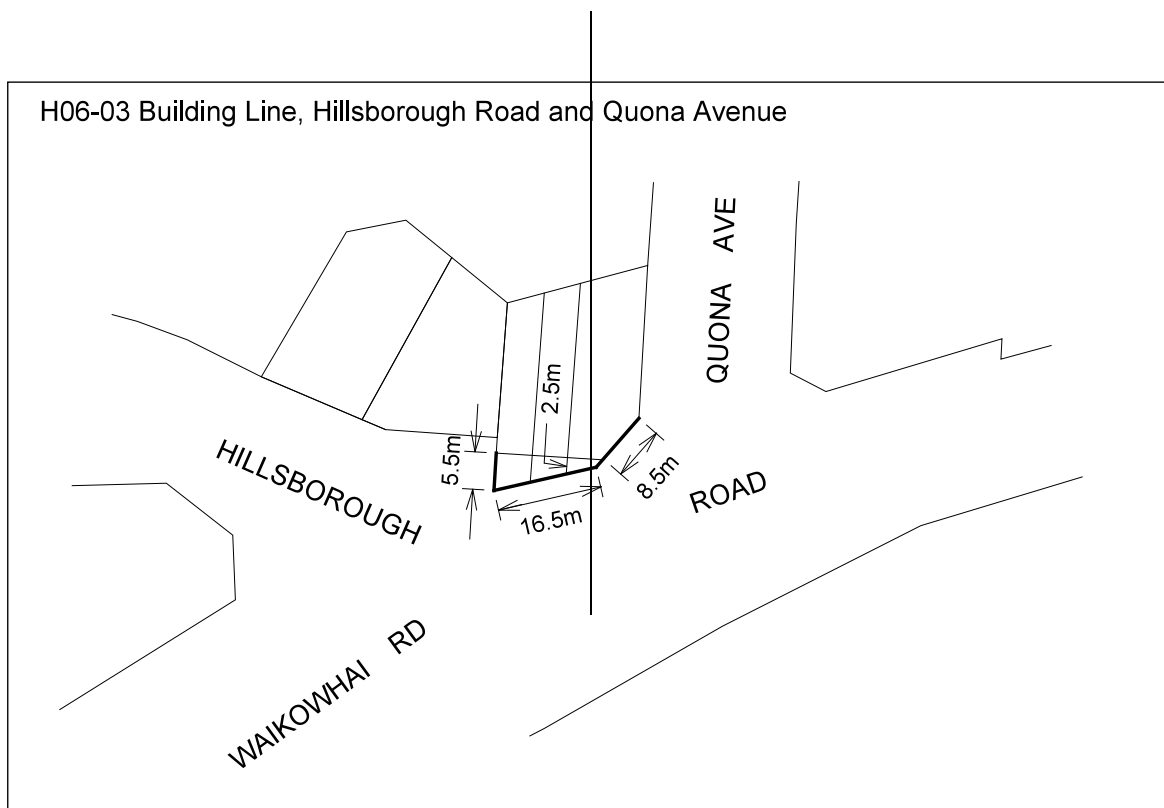 H06-03 Building Line, Hillsborough Road and Quona Avenue
QUONA AVE
2.5m
5.5m
HILLSBOROUGH
8.5m
ROAD
16.5m
WAIKOWHAI RD